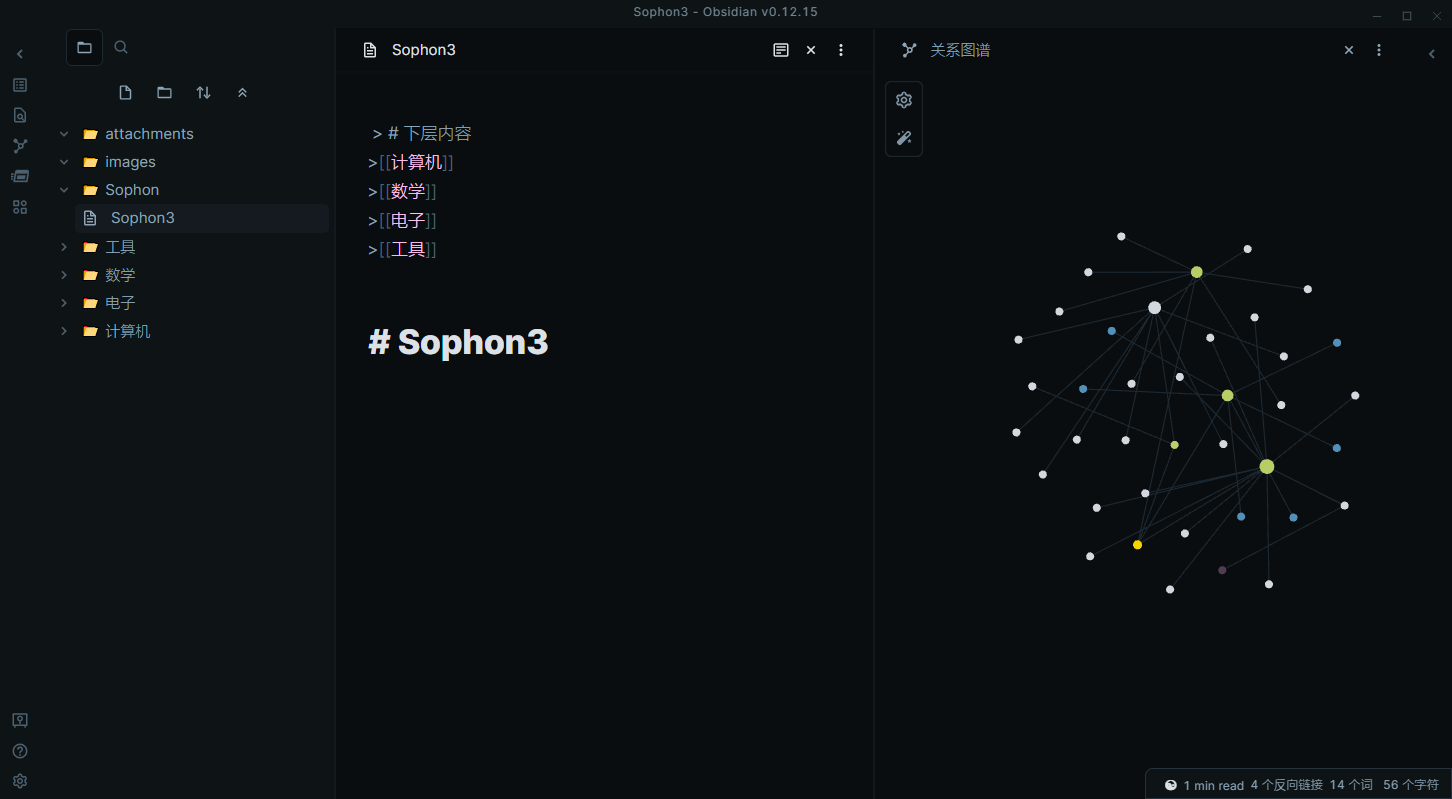 Sophon3 - Obsidian v0.12.15
attachments
images
Sophon
Sophon3
工具
数学
电子
计算机
Sophon3
> # 下层内容
>[[计算机]]
>[[数学]]
>[[电子]]
>[[工具]]
# Sophon3
关系图谱
1 min read 4 个反向链接 14 个词 56 个字符